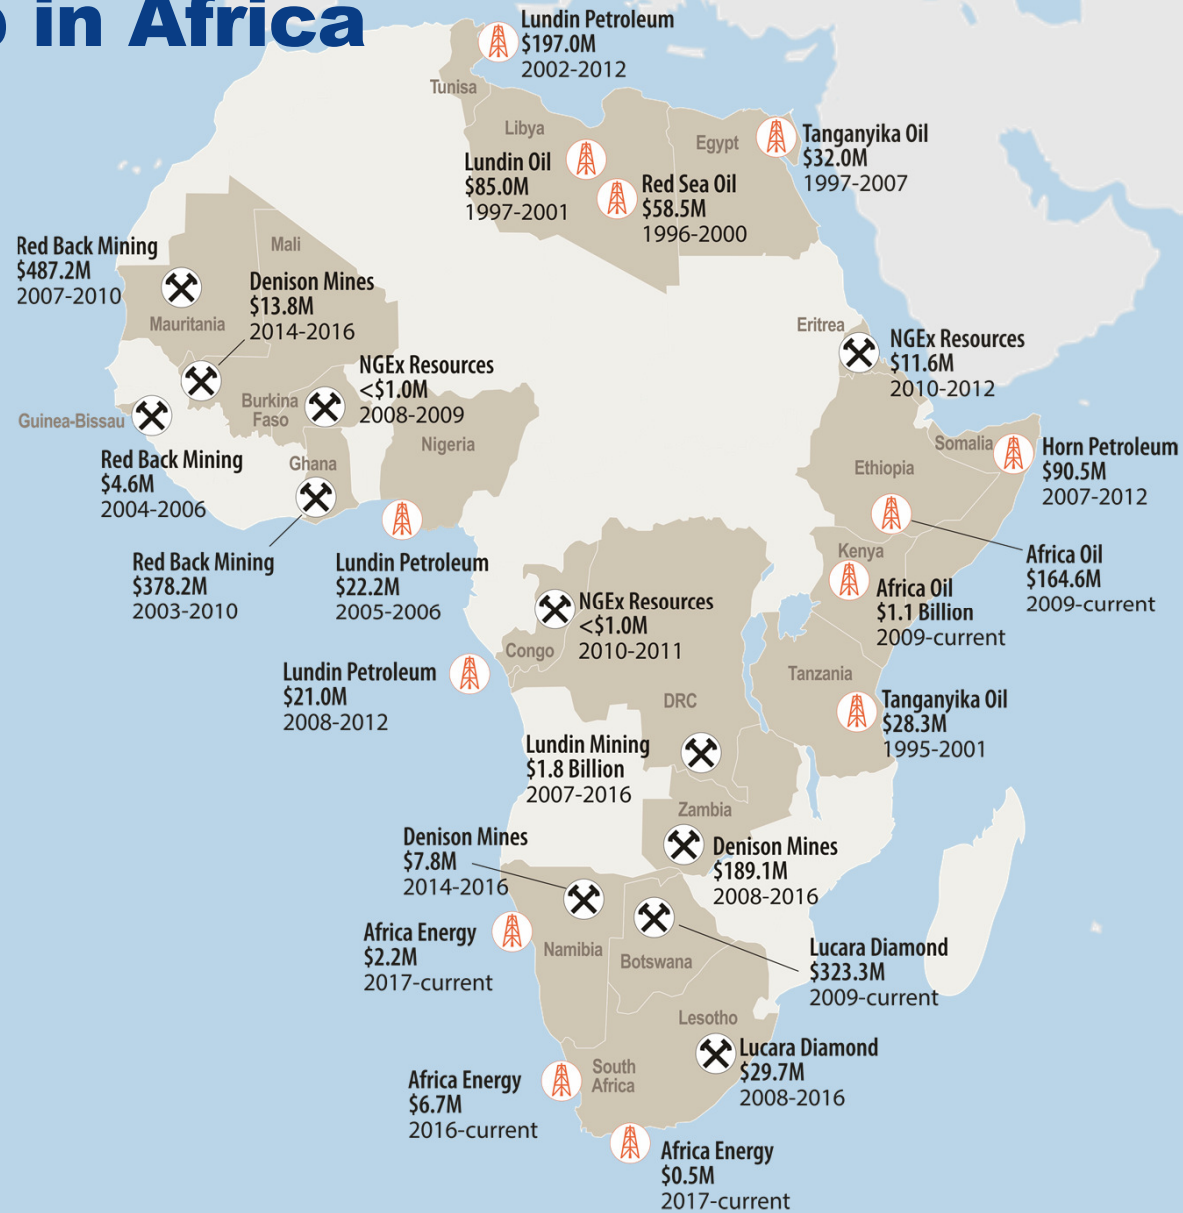 in Africa
Lundin Petroleum
$197.0M
2002-2012
Tunisa
Libya
Egypt
Lundin Oil
$85.0M
1997-2001
Red Sea Oil
$58.5M
1996-2000
Tanganyika Oil
$32.0M
1997-2007
Red Back Mining
$487.2M
2007-2010
Mali
Mauritania
Denison Mines
$13.8M
2014-2016
NGEx Resources
<$1.0M
2008-2009
Burkina
Faso
Guinea-Bissau
Red Back Mining
$4.6M
2004-2006
Ghana
Nigeria
Red Back Mining
$378.2M
2003-2010
Lundin Petroleum
$22.2M
2005-2006
Eritrea
NGEx Resources
$11.6M
2010-2012
Somalia
Ethiopia
Horn Petroleum
$90.5M
2007-2012
Africa Oil
$164.6M
2009-current
Kenya
Africa Oil
$1.1 Billion
2009-current
NGEx Resources
<$1.0M
2010-2011
Congo
Lundin Petroleum
$21.0M
2008-2012
DRC
Tanzania
Tanganyika Oil
$28.3M
1995-2001
Lundin Mining
$1.8 Billion
2007-2016
Zambia
Denison Mines
$189.1M
2008-2016
Denison Mines
$7.8M
2014-2016
Africa Energy
$2.2M
2017-current
Namibia
Botswana
Lucara Diamond
$323.3M
2009-current
Lesotho
Lucara Diamond
$29.7M
2008-2016
South
Africa
Africa Energy
$6.7M
2016-current
Africa Energy
$0.5M
2017-current